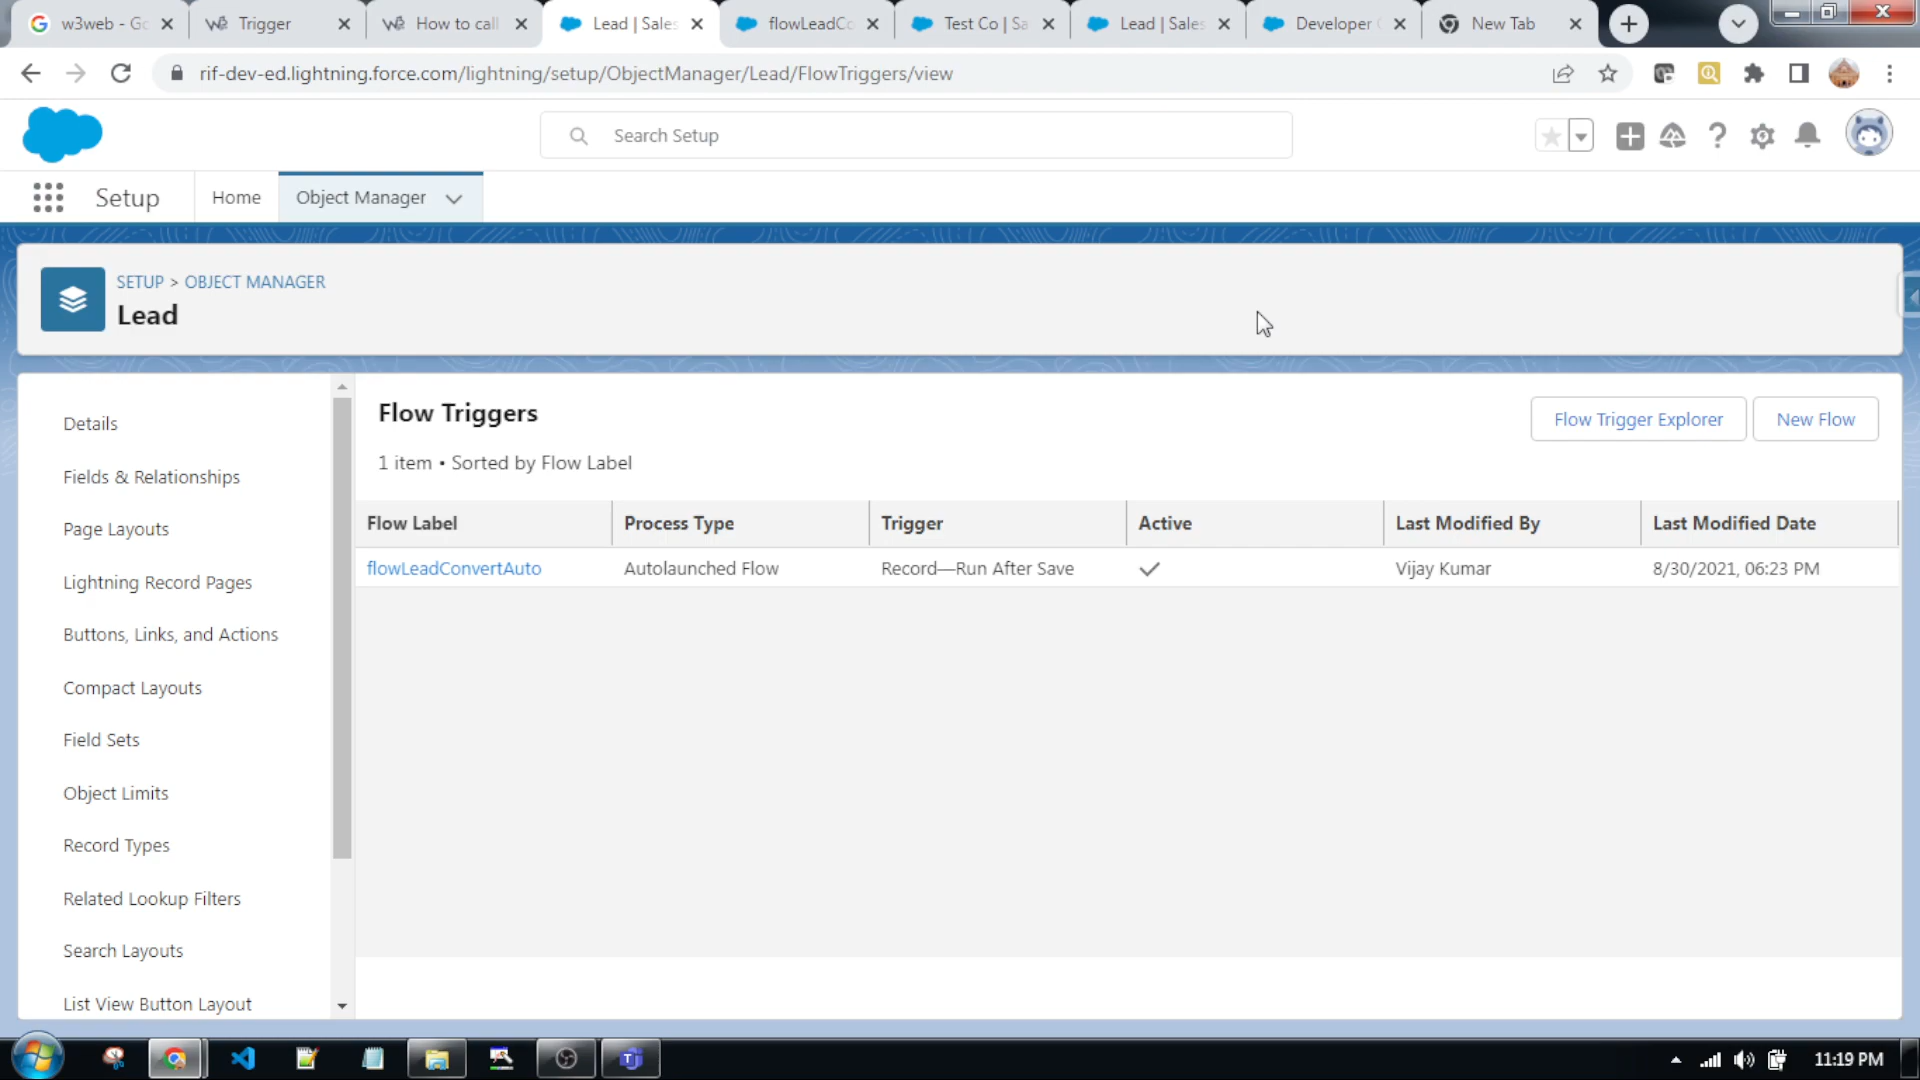 w3web - Go
Trigger
How to call
Lead | Sales
flowLeadCo
Test Co | Sa
Lead | Sales
Developer
New Tab
rif-dev-ed.lightning.force.com/lightning/setup/ObjectManager/Lead/FlowTriggers/view
Search Setup
Setup
Home
Object Manager
SETUP > OBJECT MANAGER
Lead
Details
Fields & Relationships
Page Layouts
Lightning Record Pages
Buttons, Links, and Actions
Compact Layouts
Field Sets
Object Limits
Record Types
Related Lookup Filters
Search Layouts
List View Button Layout
Flow Triggers
1 item • Sorted by Flow Label
Flow Trigger Explorer
New Flow
Flow Label Process Type Trigger Active Last Modified By Last Modified Date
flowLeadConvertAuto Autolaunched Flow Record—Run After Save Vijay Kumar 8/30/2021, 06:23 PM
11:19 PM